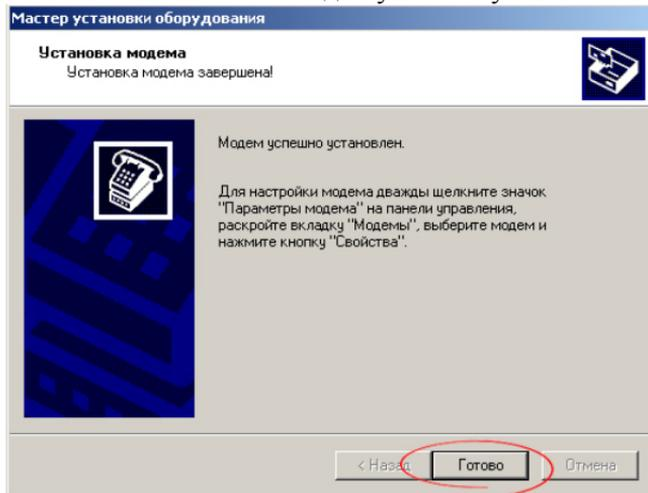 Мастер установки оборудования
Установка модема
Установка модема завершена!
Модем успешно установлен.
Для настройки модема дважды щелкните значок
"Параметры модема" на панели управления,
раскройте вкладку "Модемы", выберите модем и
нажмите кнопку "Свойства".
< Назад Готово Отмена